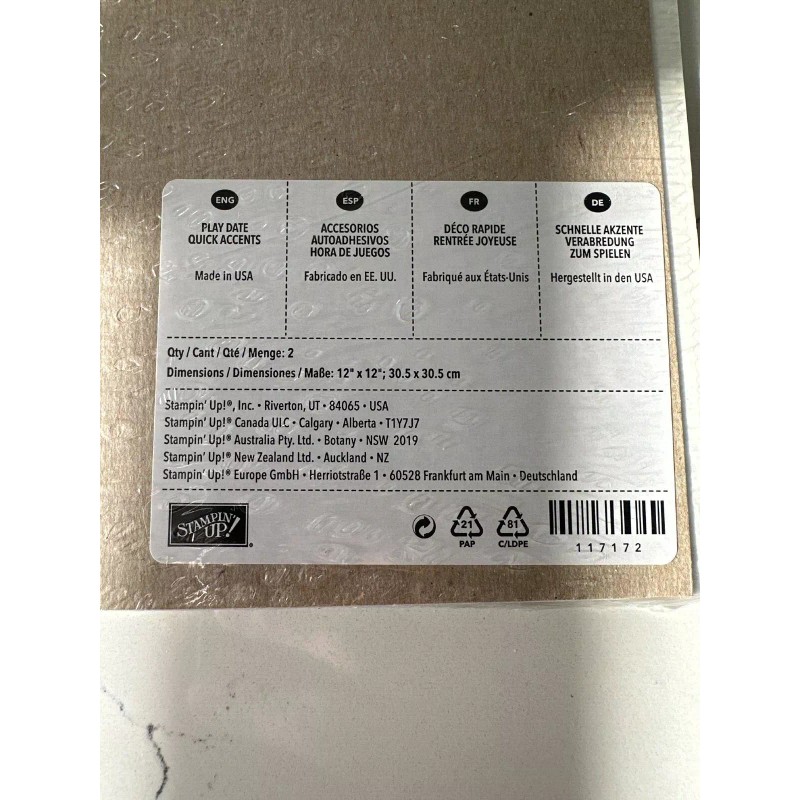 ENG
PLAY DATE
QUICK ACCENTS
Made in USA
ESP
ACCESORIOS
AUTOADHESIVOS
HORA DE JUEGOS
Fabricado en EE. UU.
FR
DÉCO RAPIDE
RENTRÉE JOYEUSE
Fabriqué aux États-Unis
DE
SCHNELLE AKZENTE
VERABREDUNG
ZUM SPIELEN
Hergestellt in den USA
Qty / Cant / Qté / Menge: 2
Dimensions / Dimensiones / Maße: 12" x 12"; 30.5 x 30.5 cm
Stampin' Up!®, Inc. • Riverton, UT • 84065 • USA
Stampin' Up!® Canada ULC • Calgary • Alberta • T1Y7J7
Stampin' Up!® Australia Pty. Ltd. • Botany • NSW 2019
Stampin' Up!® New Zealand Ltd. • Auckland • NZ
Stampin' Up!® Europe GmbH • Herriotstraße 1 • 60528 Frankfurt am Main • Deutschland
STAMPIN' UP!®
21
PAP
81
C/LDPE
117172